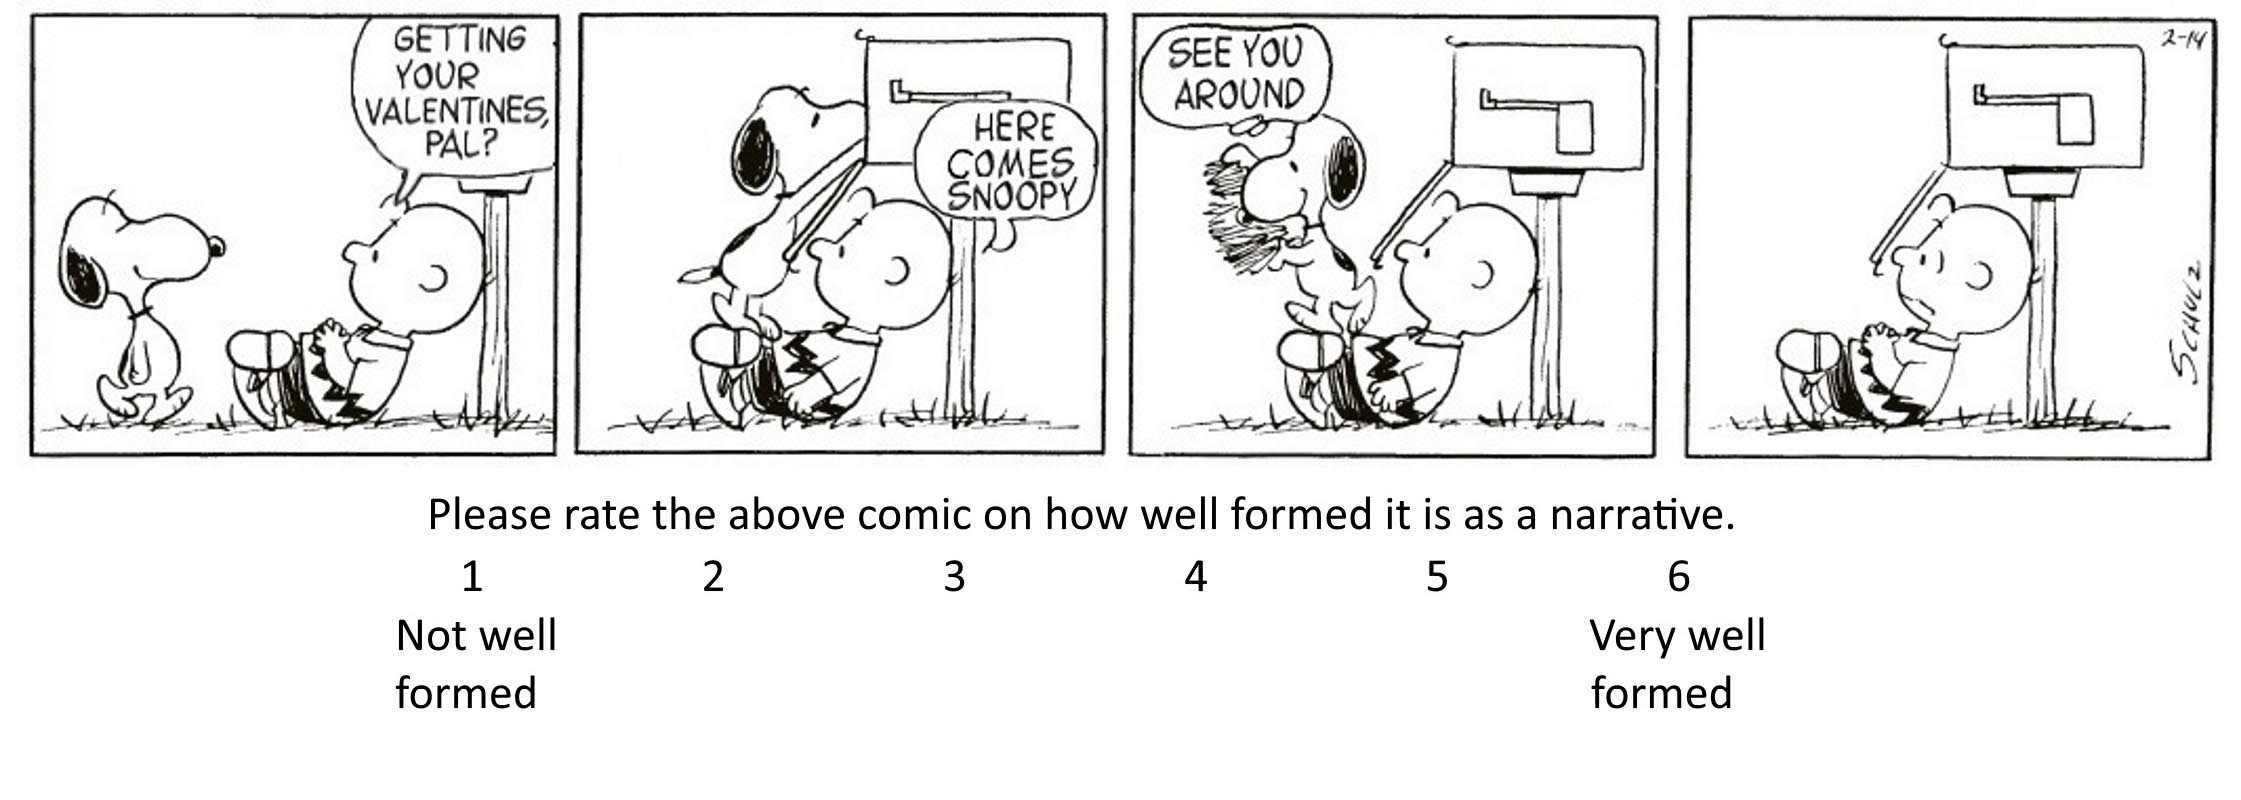 GETTING
YOUR
VALENTINES,
PAL?
HERE
COMES
SNOOPY
SEE YOU
AROUND
2-14
SCHULZ
Please rate the above comic on how well formed it is as a narrative.
1 2 3 4 5 6
Not well
formed
Very well
formed